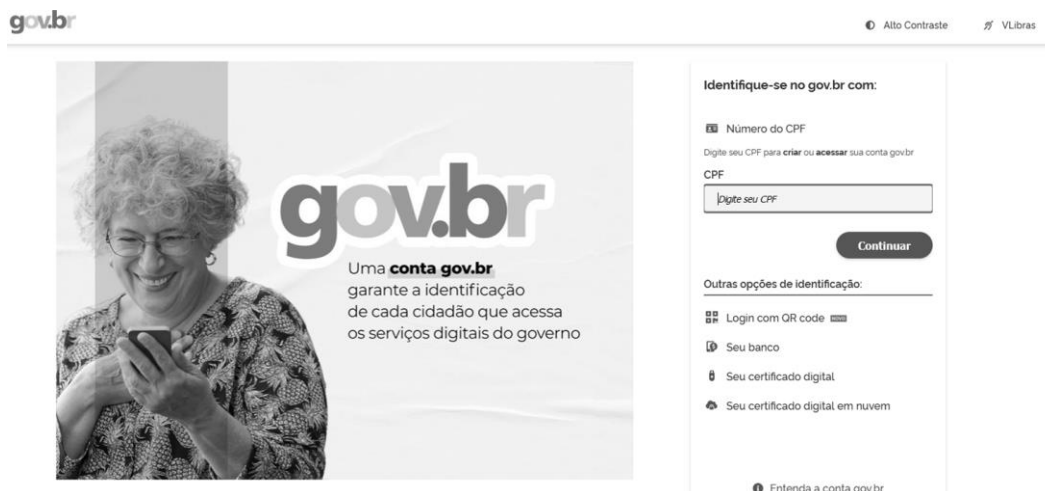 gov.br
Alto Contraste
VLibras
gov.br
Uma conta gov.br
garante a identificação
de cada cidadão que acessa
os serviços digitais do governo
Identifique-se no gov.br com:
Número do CPF
Digite seu CPF para criar ou acessar sua conta gov.br
CPF
Digite seu CPF
Continuar
Outras opções de identificação:
Login com QR code
Seu banco
Seu certificado digital
Seu certificado digital em nuvem
Entenda a conta gov.br